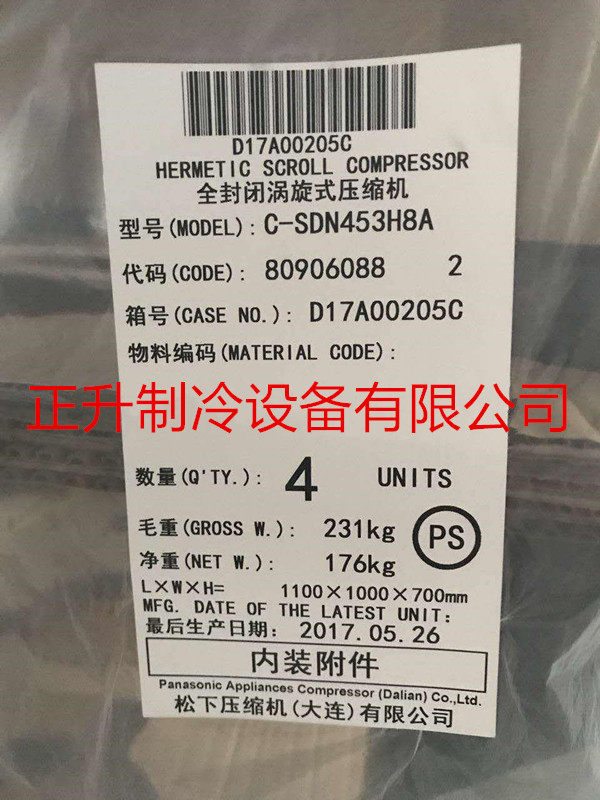 D17A00205C
HERMETIC SCROLL COMPRESSOR
全封闭涡旋式压缩机
型号(MODEL): C-SDN453H8A
代码(CODE): 80906088 2
箱号(CASE NO.): D17A00205C
物料编码(MATERIAL CODE):
正升制冷设备有限公司
数量(Q'TY.): 4 UNITS
毛重(GROSS W.): 231kg
净重(NET W.): 176kg
PS
L×W×H= 1100×1000×700mm
MFG. DATE OF THE LATEST UNIT:
最后生产日期: 2017.05.26
内装附件
Panasonic Appliances Compressor (Dalian) Co.,Ltd.
松下压缩机(大连)有限公司